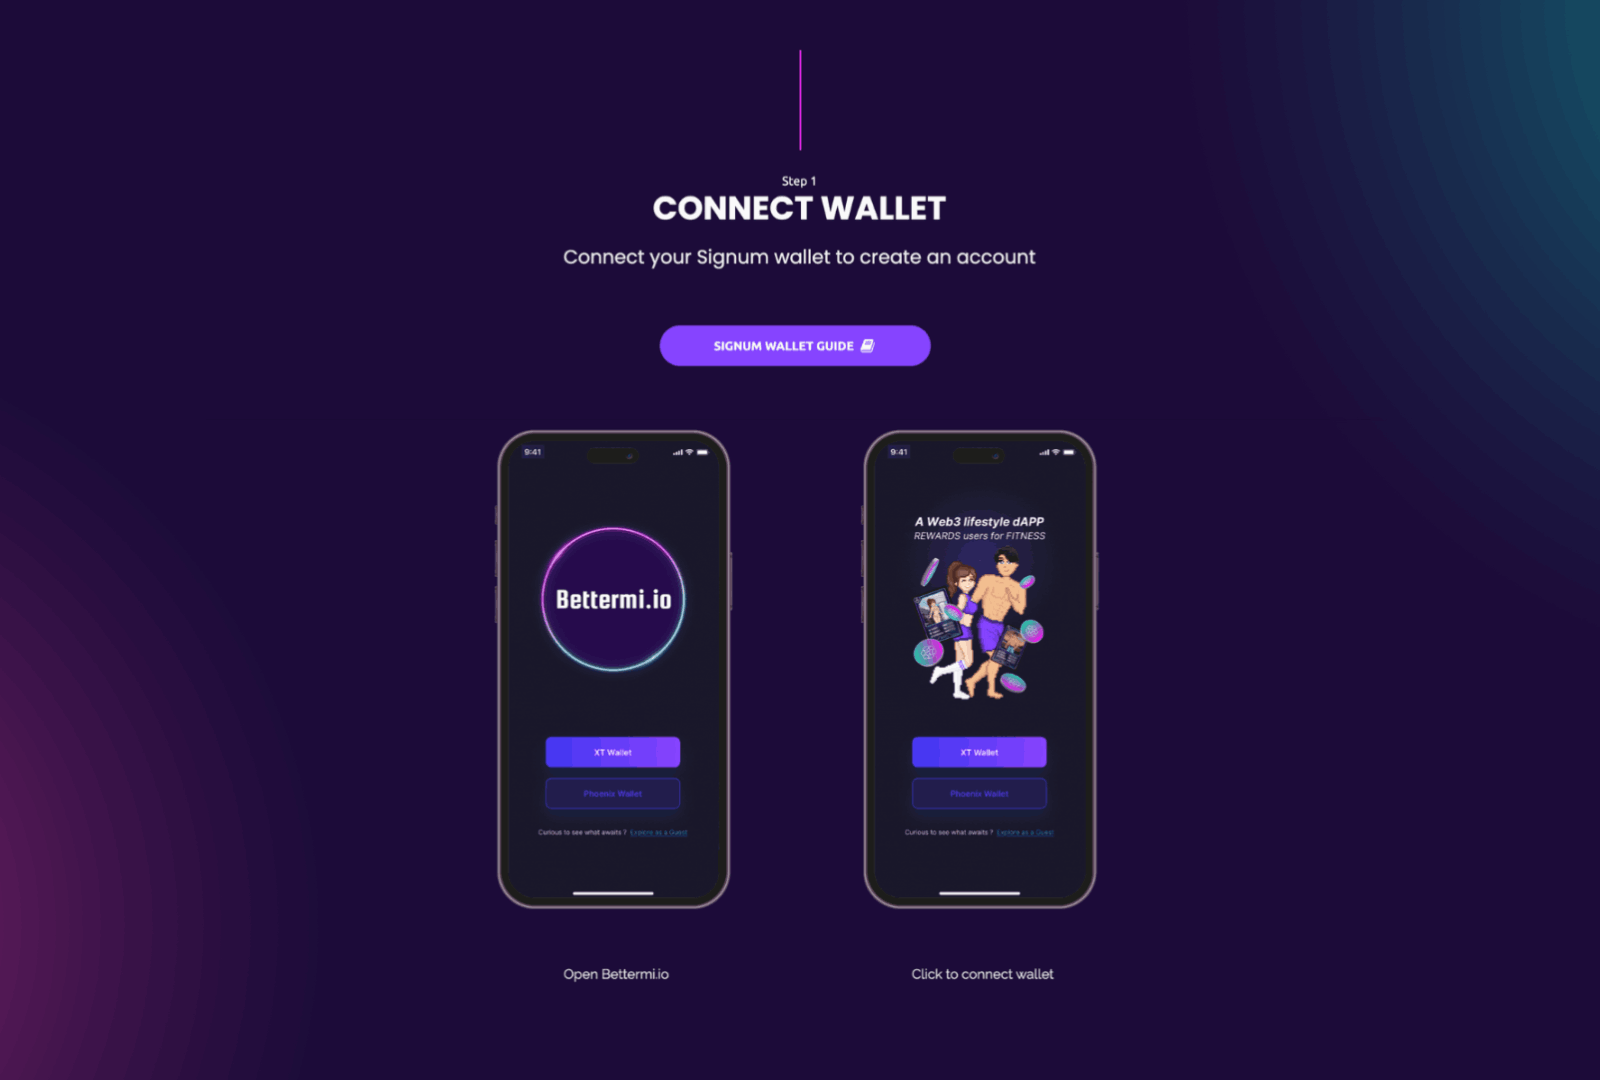 Step 1
CONNECT WALLET
Connect your Signum wallet to create an account
SIGNUM WALLET GUIDE
9:41
Bettermi.io
XT Wallet
Phoenix Wallet
Curious to see what awaits ? Explore as a Guest
Open Bettermi.io
9:41
A Web3 lifestyle dAPP
REWARDS users for FITNESS
XT Wallet
Phoenix Wallet
Curious to see what awaits ? Explore as a Guest
Click to connect wallet